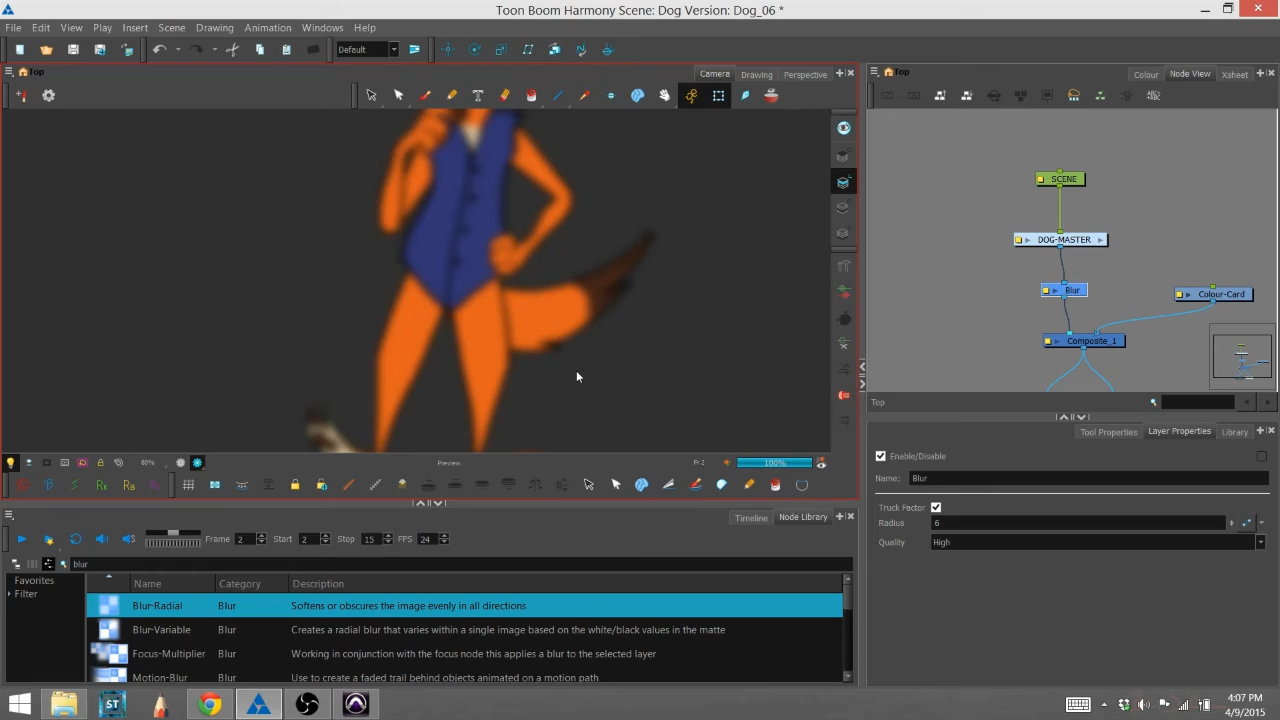 Toon Boom Harmony Scene: Dog Version: Dog_06 *
File Edit View Play Insert Scene Drawing Animation Windows Help
Default
Top
Camera Drawing Perspective
Top
Colour Node View Xsheet
ABC
SCENE
DOG-MASTER
Blur
Colour-Card
Composite_1
Top
80%
Preview
Fr 2
100%
Tool Properties Layer Properties Library
Enable/Disable
Name: Blur
Truck Factor
Radius 6
Quality High
Timeline Node Library
Frame 2 Start 2 Stop 15 FPS 24
blur
Favorites
Filter
Name Category Description
Blur-Radial Blur Softens or obscures the image evenly in all directions
Blur-Variable Blur Creates a radial blur that varies within a single image based on the white/black values in the matte
Focus-Multiplier Blur Working in conjunction with the focus node this applies a blur to the selected layer
Motion-Blur Blur Use to create a faded trail behind objects animated on a motion path
ST
4:07 PM
4/9/2015